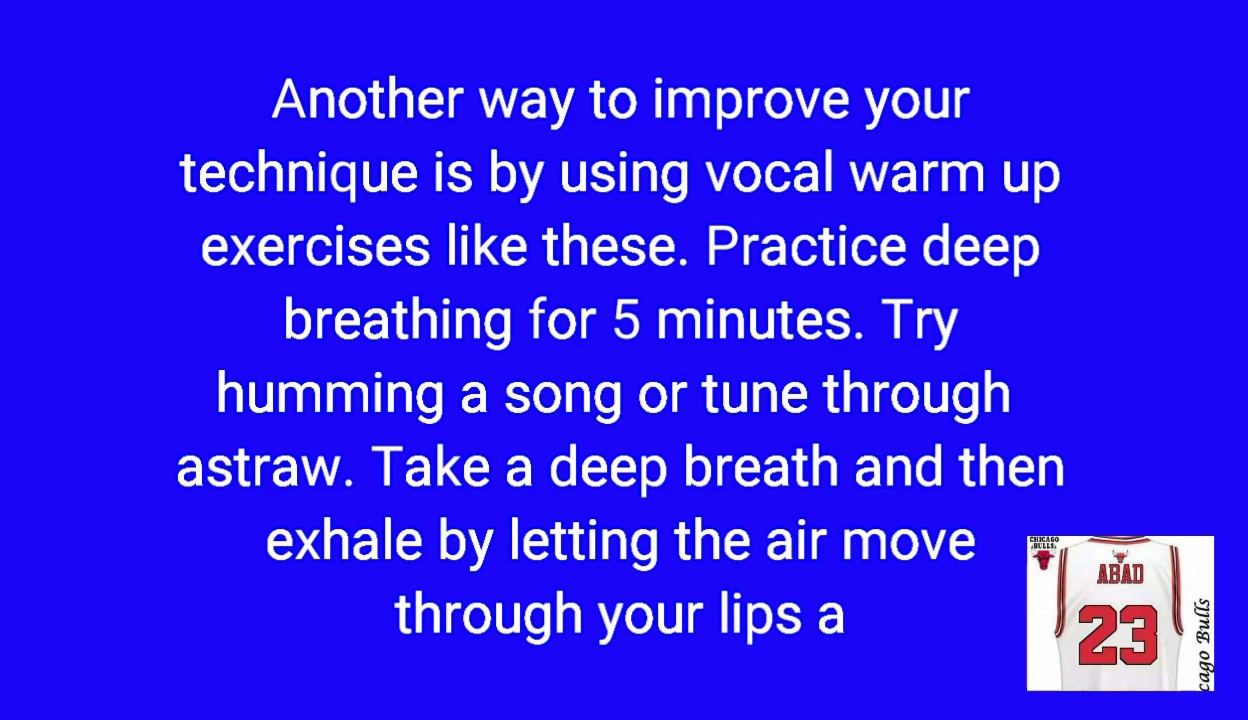 Another way to improve your
technique is by using vocal warm up
exercises like these. Practice deep
breathing for 5 minutes. Try
humming a song or tune through
astraw. Take a deep breath and then
exhale by letting the air move
through your lips a
CHICAGO
BULLS
ABAD
23
cago Bulls